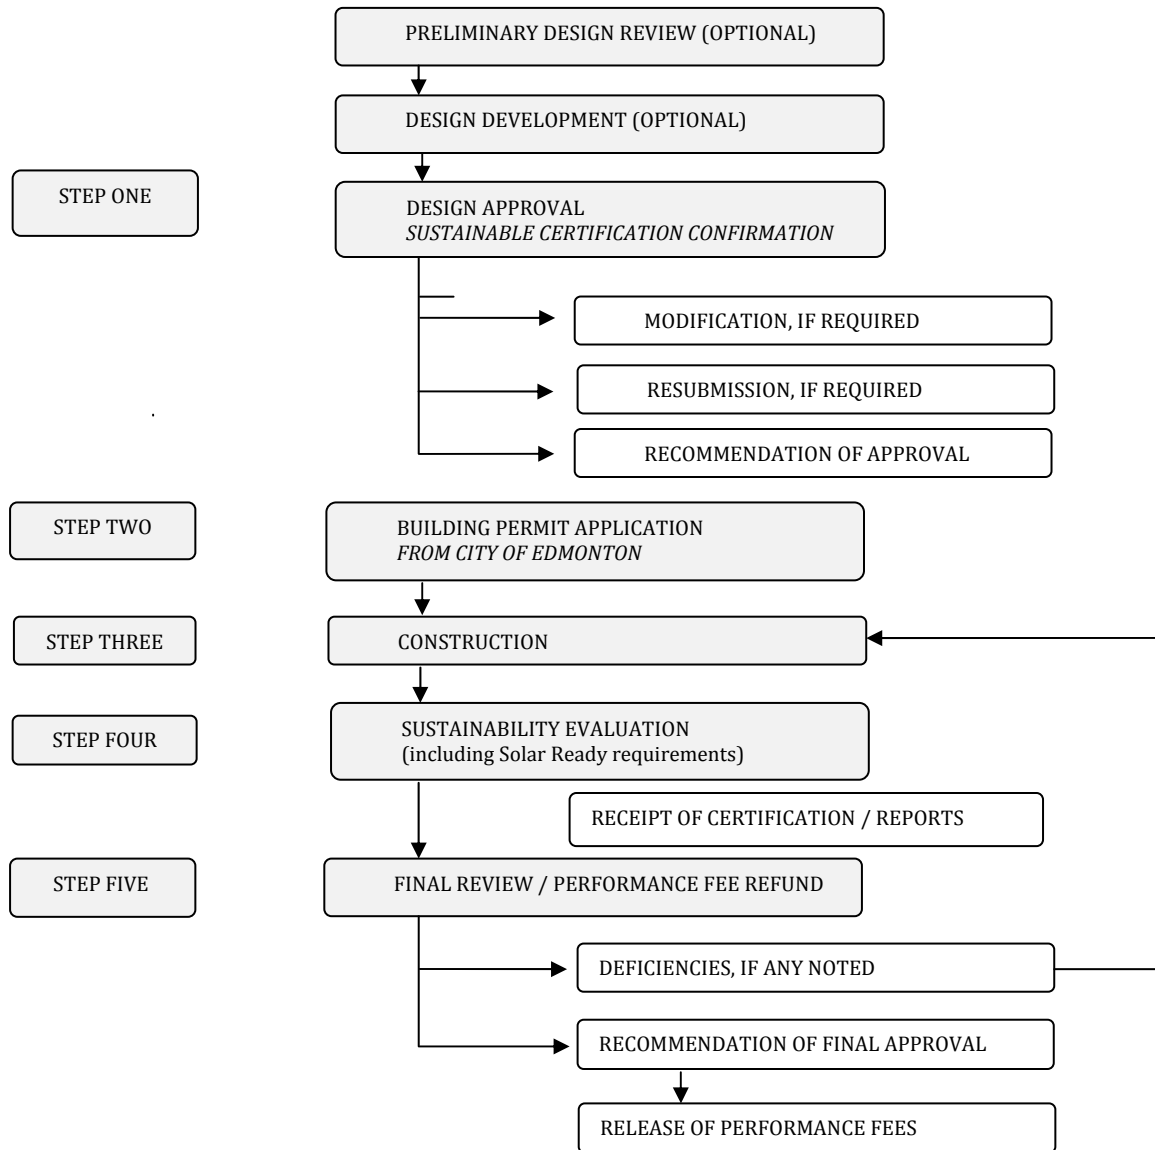 PRELIMINARY DESIGN REVIEW (OPTIONAL)
DESIGN DEVELOPMENT (OPTIONAL)
STEP ONE
DESIGN APPROVAL
SUSTAINABLE CERTIFICATION CONFIRMATION
MODIFICATION, IF REQUIRED
RESUBMISSION, IF REQUIRED
RECOMMENDATION OF APPROVAL
STEP TWO
BUILDING PERMIT APPLICATION
FROM CITY OF EDMONTON
STEP THREE
CONSTRUCTION
STEP FOUR
SUSTAINABILITY EVALUATION
(including Solar Ready requirements)
RECEIPT OF CERTIFICATION / REPORTS
STEP FIVE
FINAL REVIEW / PERFORMANCE FEE REFUND
DEFICIENCIES, IF ANY NOTED
RECOMMENDATION OF FINAL APPROVAL
RELEASE OF PERFORMANCE FEES